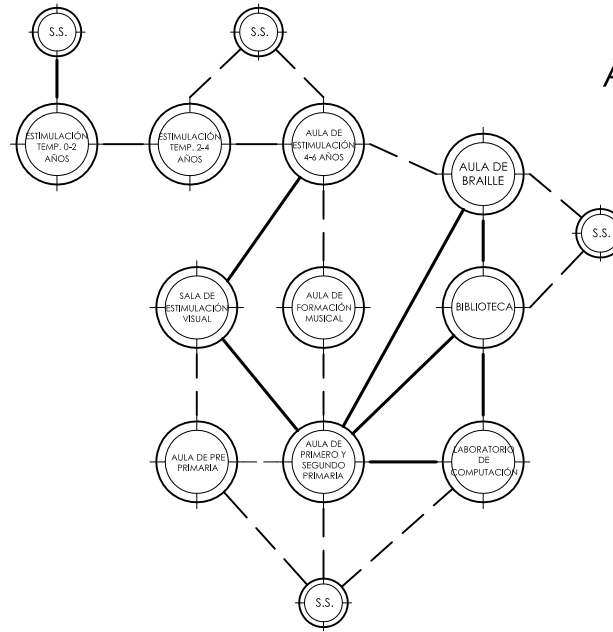 S.S.
S.S.
A
ESTIMULACIÓN
TEMP. 0-2
AÑOS
ESTIMULACIÓN
TEMP. 2-4
AÑOS
AULA DE
ESTIMULACIÓN
4-6 AÑOS
AULA DE
BRAILLE
S.S.
SALA DE
ESTIMULACIÓN
VISUAL
AULA DE
FORMACIÓN
MUSICAL
BIBLIOTECA
AULA DE PRE
PRIMARIA
AULA DE
PRIMERO Y
SEGUNDO
PRIMARIA
LABORATORIO
DE
COMPUTACIÓN
S.S.